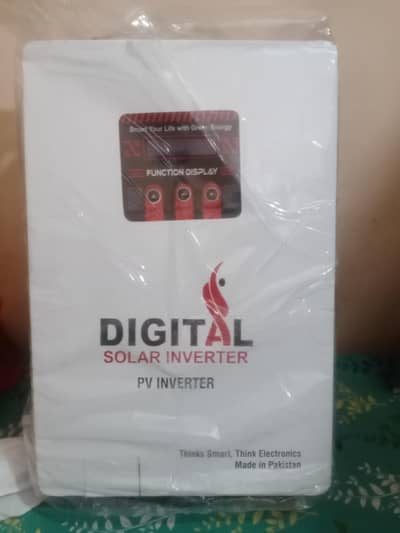 Smart Your Life with Green Energy
FUNCTION DISPLAY
DIGITAL
SOLAR INVERTER
PV INVERTER
Thinks Smart, Think Electronics
Made in Pakistan